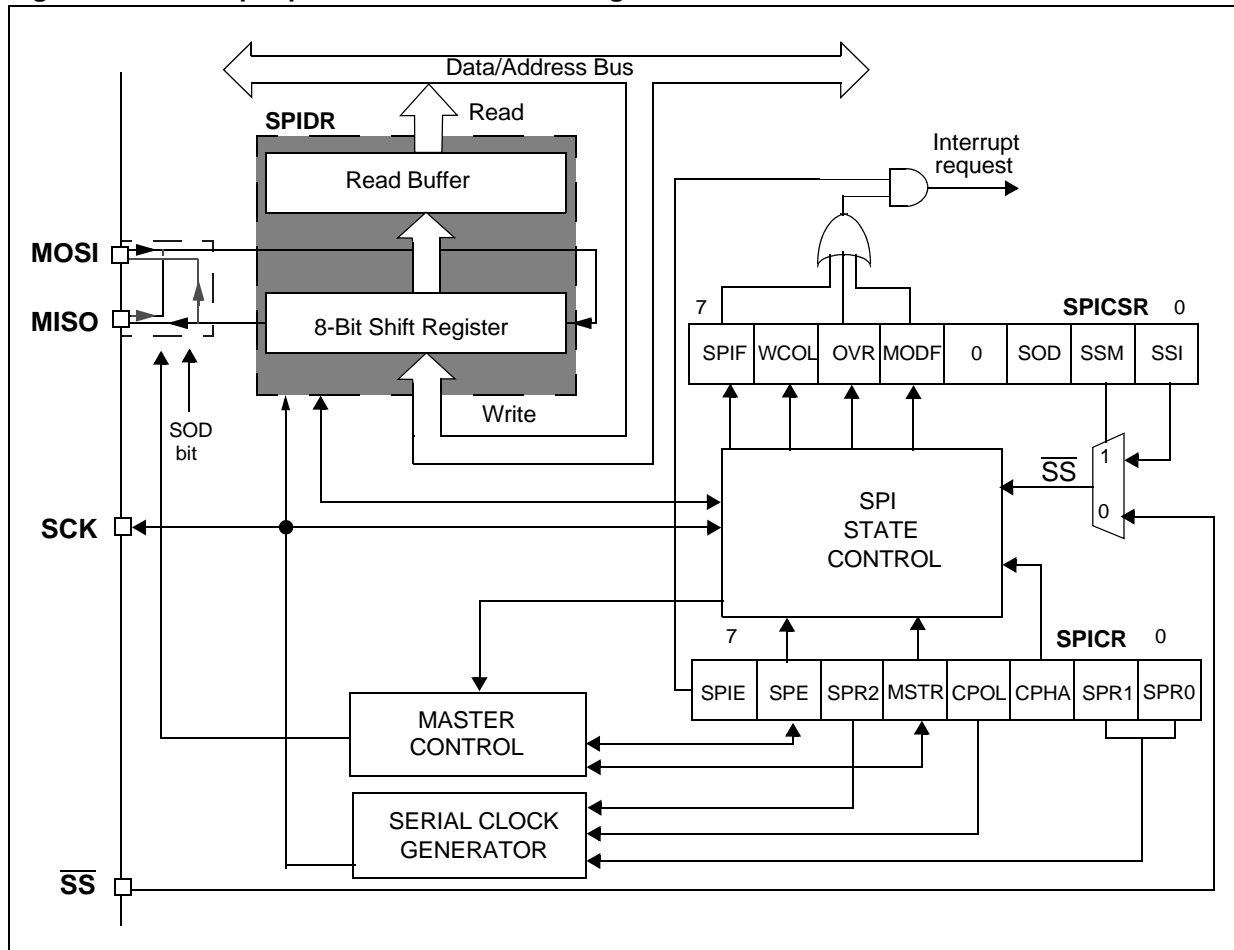 Data/Address Bus
SPIDR
Read
Read Buffer
Interrupt
request
MOSI
MISO
8-Bit Shift Register
Write
SOD
bit
7
SPICSR
0
SPIF
WCOL
OVR
MODF
0
SOD
SSM
SSI
1
SS
0
SCK
SPI
STATE
CONTROL
7
SPICR
0
SPIE
SPE
SPR2
MSTR
CPOL
CPHA
SPR1
SPR0
MASTER
CONTROL
SERIAL CLOCK
GENERATOR
SS